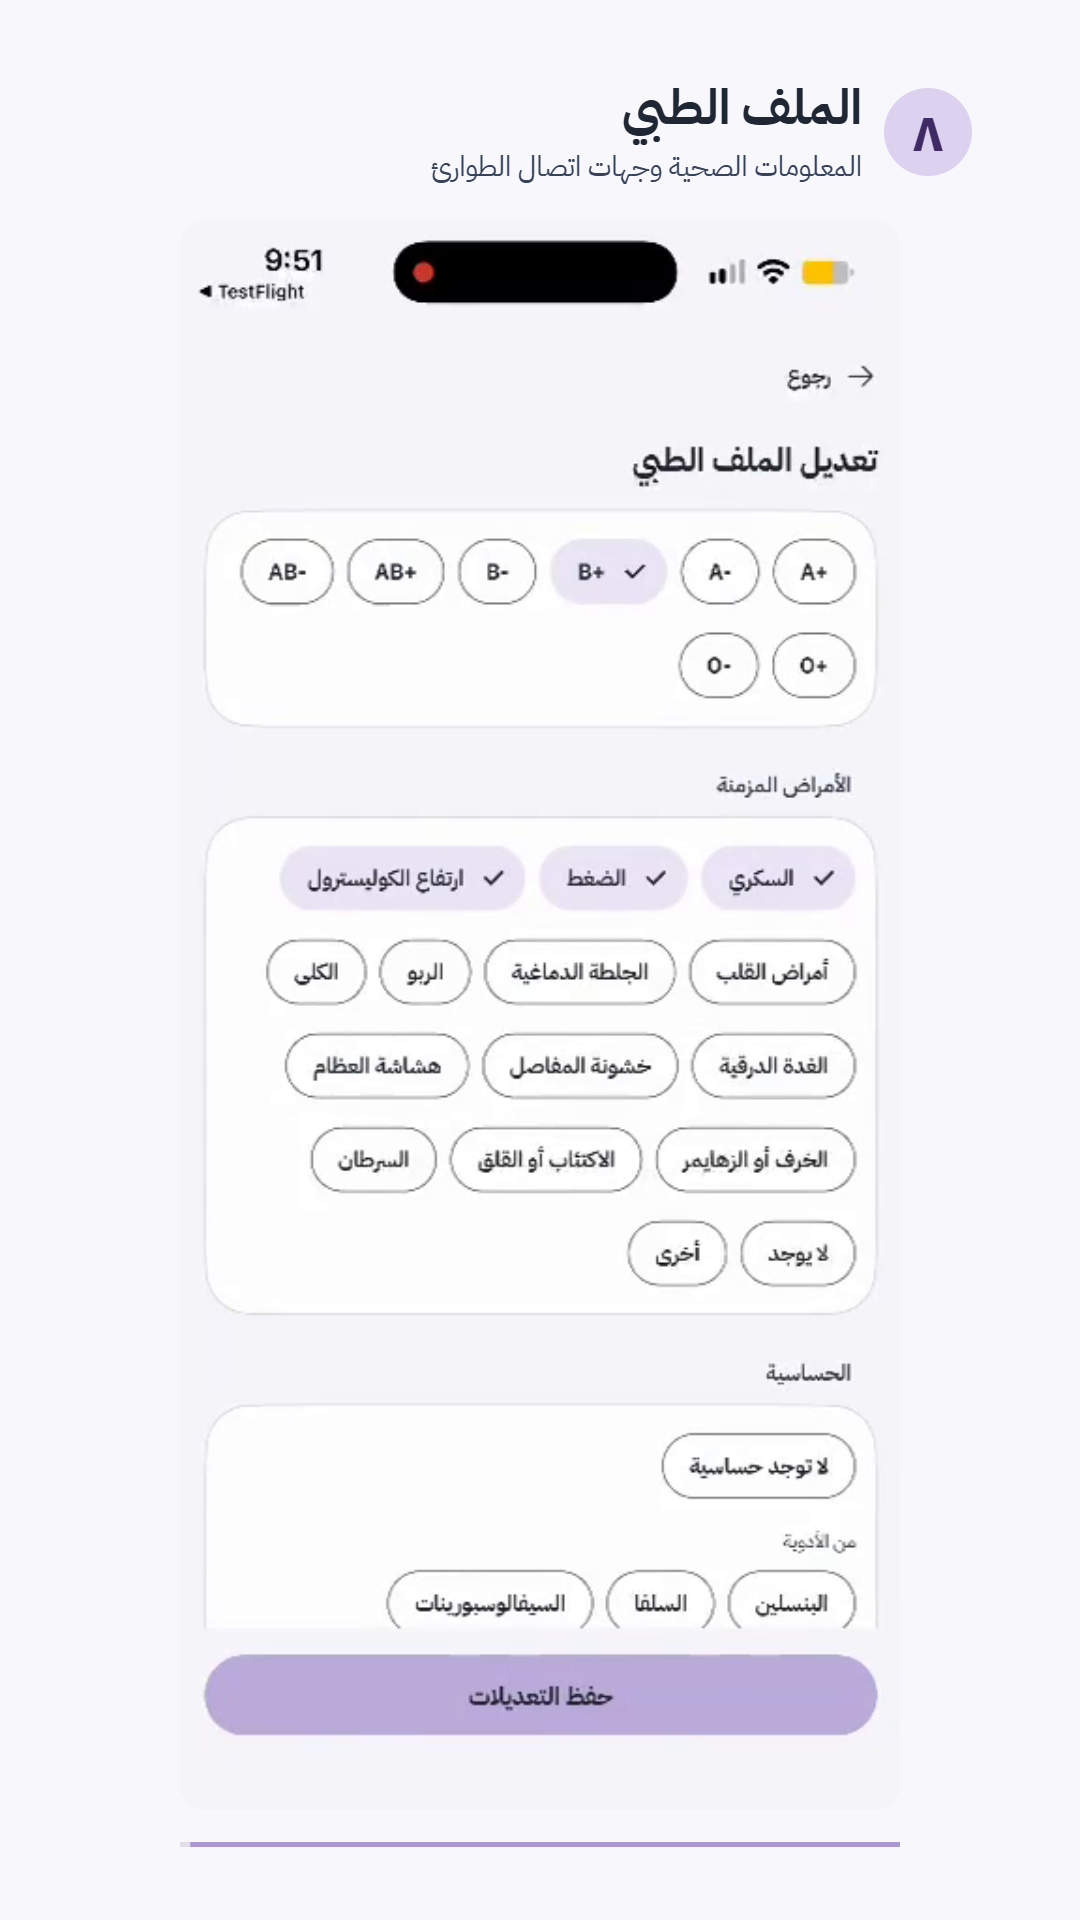 ٨
الملف الطبي
المعلومات الصحية وجهات اتصال الطوارئ
9:51
◀ TestFlight
رجوع
تعديل الملف الطبي
A+ A- B+ B- AB+ AB-
O+ O-
الأمراض المزمنة
السكري الضغط ارتفاع الكوليسترول
أمراض القلب الجلطة الدماغية الربو الكلى
الغدة الدرقية خشونة المفاصل هشاشة العظام
الخرف أو الزهايمر الاكتئاب أو القلق السرطان
لا يوجد أخرى
الحساسية
لا توجد حساسية
من الأدوية
البنسلين السلفا السيفالوسبورينات
حفظ التعديلات